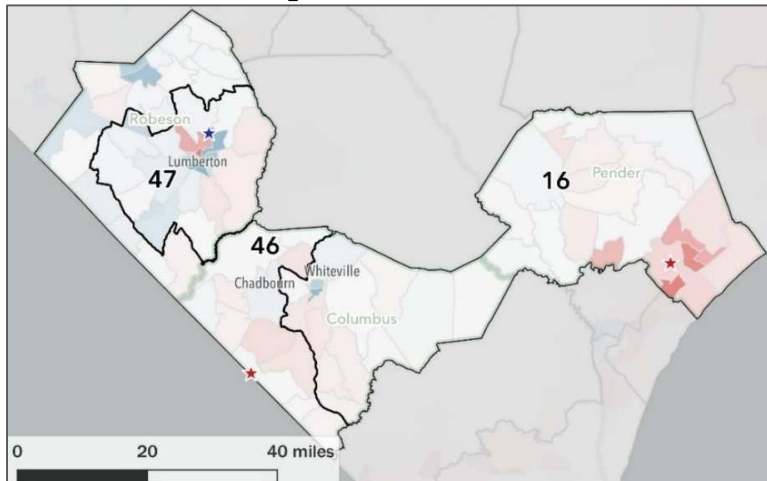 Robeson
Lumberton
47
16
Pender
46
Whiteville
Chadbourn
Columbus
0 20 40 miles